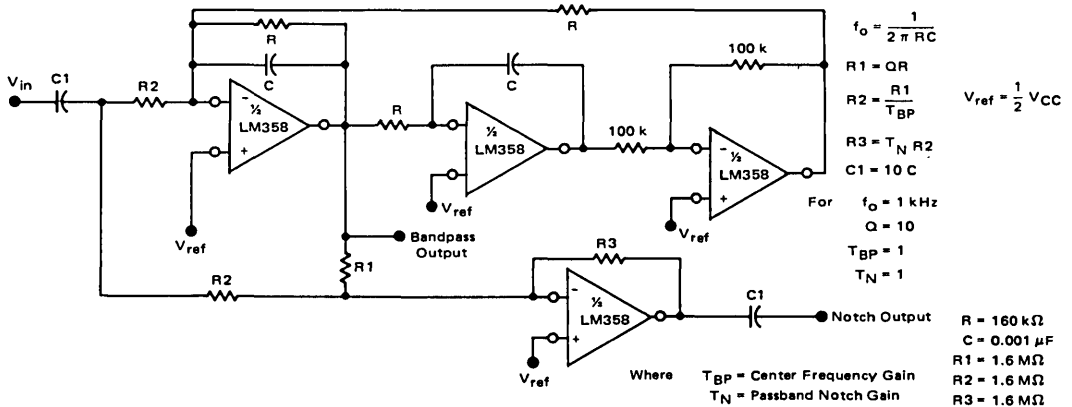 R
R
C
V_in
C1
R2
−
½
LM358
+
V_ref
R
C
−
½
LM358
+
V_ref
100 k
100 k
−
½
LM358
+
V_ref
Bandpass
Output
R1
R2
R3
−
½
LM358
+
V_ref
C1
Notch Output
f_o = 1 / 2 π RC
R1 = QR
R2 = R1 / T_BP
R3 = T_N R2
C1 = 10 C
V_ref = 1/2 V_CC
For f_o = 1 kHz
Q = 10
T_BP = 1
T_N = 1
R = 160 kΩ
C = 0.001 μF
R1 = 1.6 MΩ
R2 = 1.6 MΩ
R3 = 1.6 MΩ
Where T_BP = Center Frequency Gain
T_N = Passband Notch Gain